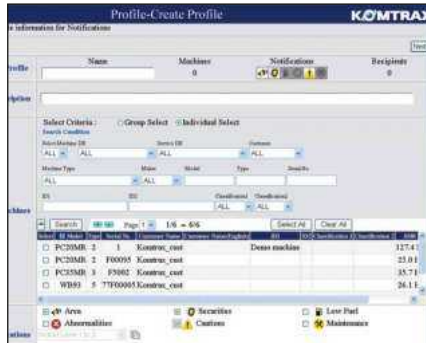 Profile-Create Profile
KOMTRAX
e information for Notifications
Next
Name Machines Notifications Recipients
rofile 0 0
ription
Select Criteria : Group Select Individual Select
Search Condition
Select Machine DB Service DB Customer
ALL ALL ALL ALL
Machine Type Maker Model Type Serial No.
ALL ALL
ID1 ID2 Classification1 Classification2
ALL ALL
achines
Search Page 1 1/6 - 6/6 Select All Clear All
Select Model Type Serial No. Customer Name
PC20MR 2 1 Komtrax_cust Demo machine 127.4
PC20MR 2 F00095 Komtrax_cust 25.0
PC35MR 3 F5002 Komtrax_cust 35.7
WB93 5 77F00005 Komtrax_cust 26.1
Area Securities Low Fuel
Abnormalities Cautions Maintenance
ations